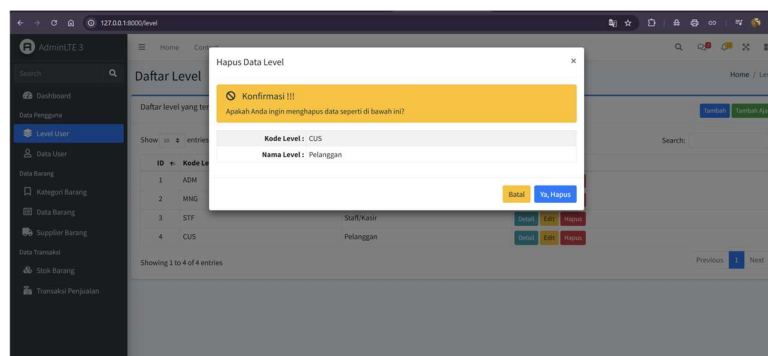 127.0.0.1:8000/level
AdminLTE 3
Home
Search
Daftar Level
Home /
Dashboard
Data Pengguna
Level User
Data User
Data Barang
Kategori Barang
Data Barang
Supplier Barang
Data Transaksi
Stok Barang
Transaksi Penjualan
Daftar level yang
Tambah
Tambah
Show 10 entries
Search:
ID Kode
1 ADM
2 MNG
3 STF Staff/Kasir Detail Edit Hapus
4 CUS Pelanggan Detail Edit Hapus
Showing 1 to 4 of 4 entries
Previous 1 Next
Hapus Data Level ×
Konfirmasi !!!
Apakah Anda ingin menghapus data seperti di bawah ini?
Kode Level : CUS
Nama Level : Pelanggan
Batal Ya, Hapus